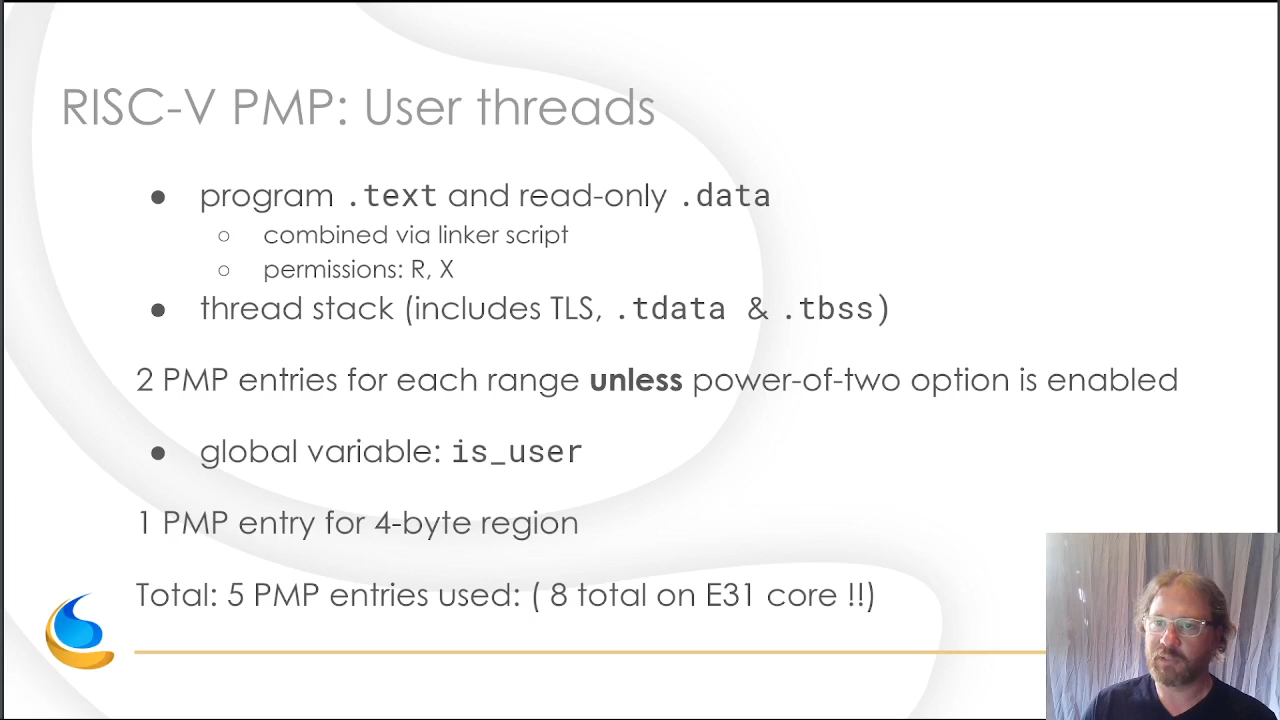 RISC-V PMP: User threads
● program .text and read-only .data
○ combined via linker script
○ permissions: R, X
● thread stack (includes TLS, .tdata & .tbss)
2 PMP entries for each range unless power-of-two option is enabled
● global variable: is_user
1 PMP entry for 4-byte region
Total: 5 PMP entries used: ( 8 total on E31 core !!)